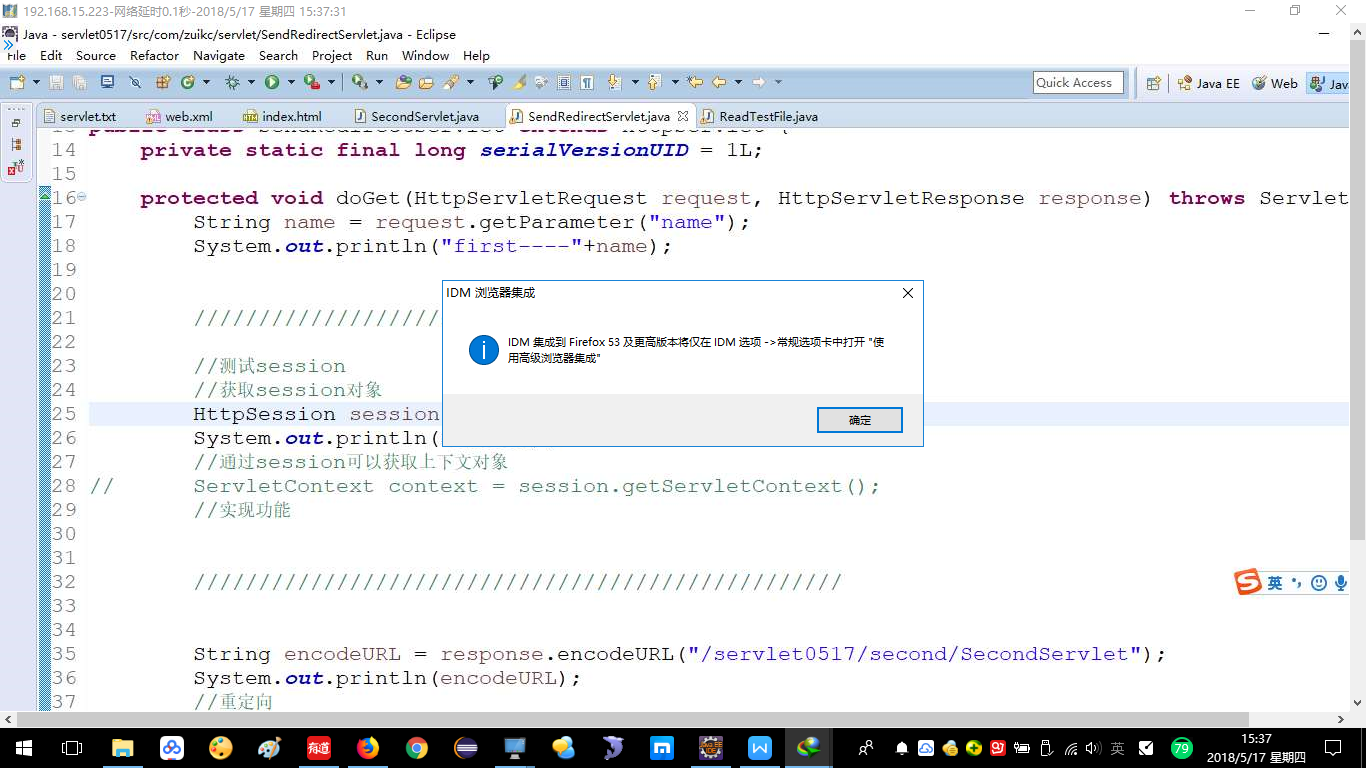 192.168.15.223-网络延时0.1秒-2018/5/17 星期四 15:37:31
Java - servlet0517/src/com/zuikc/servlet/SendRedirectServlet.java - Eclipse
File Edit Source Refactor Navigate Search Project Run Window Help
Quick Access Java EE Web Jav
servlet.txt web.xml index.html SecondServlet.java SendRedirectServlet.java ReadTestFile.java
14 private static final long serialVersionUID = 1L;
15
16 protected void doGet(HttpServletRequest request, HttpServletResponse response) throws Servlet
17 String name = request.getParameter("name");
18 System.out.println("first----"+name);
19
20
21 ///////////////////
22
23 //测试session
24 //获取session对象
25 HttpSession session
26 System.out.println(
27 //通过session可以获取上下文对象
28 // ServletContext context = session.getServletContext();
29 //实现功能
30
31
32 //////////////////////////////////////////////////
33
34
35 String encodeURL = response.encodeURL("/servlet0517/second/SecondServlet");
36 System.out.println(encodeURL);
37 //重定向
IDM 浏览器集成
IDM 集成到 Firefox 53 及更高版本将仅在 IDM 选项 ->常规选项卡中打开 "使
用高级浏览器集成"
确定
英
有道
英
79
15:37
2018/5/17 星期四